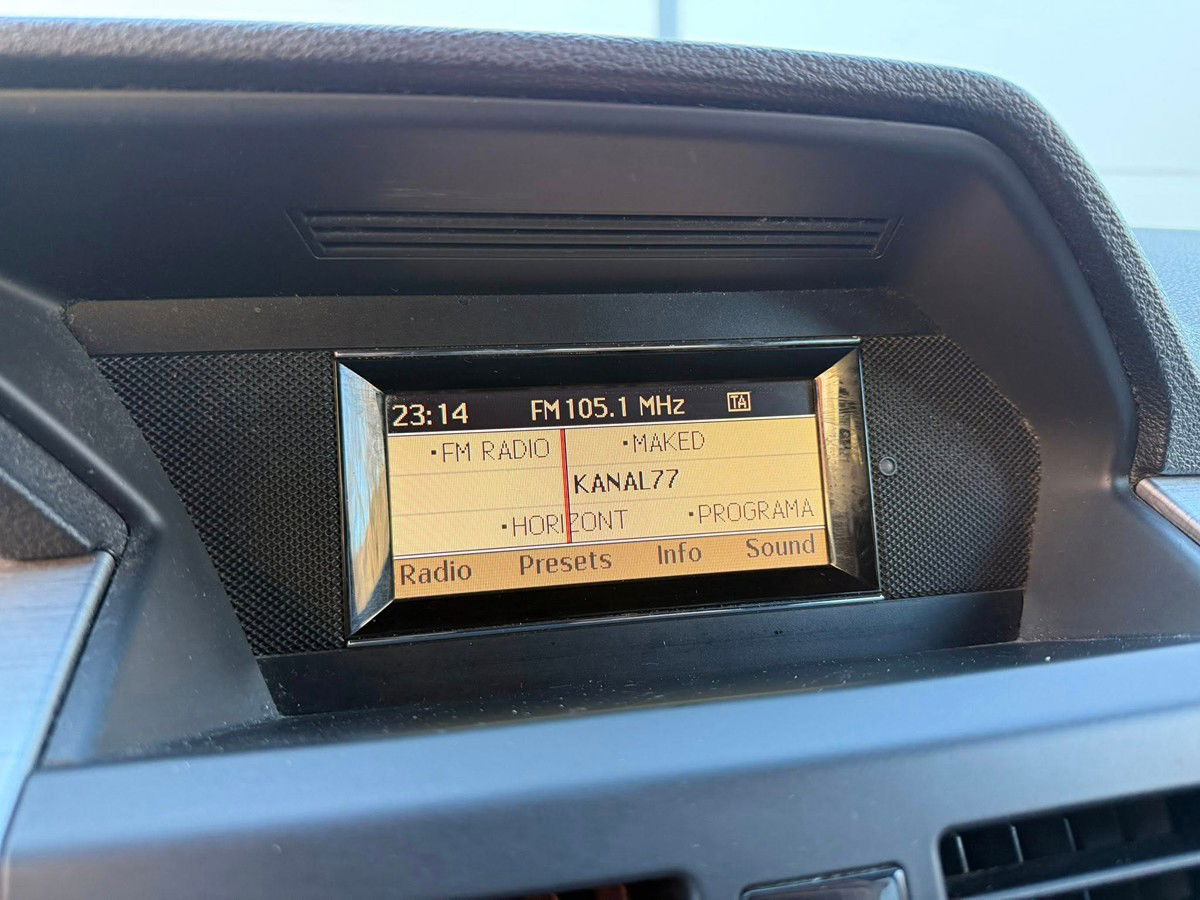 23:14 FM 105.1 MHz TA
▪FM RADIO ▪MAKED
KANAL77
▪HORIZONT ▪PROGRAMA
Radio Presets Info Sound